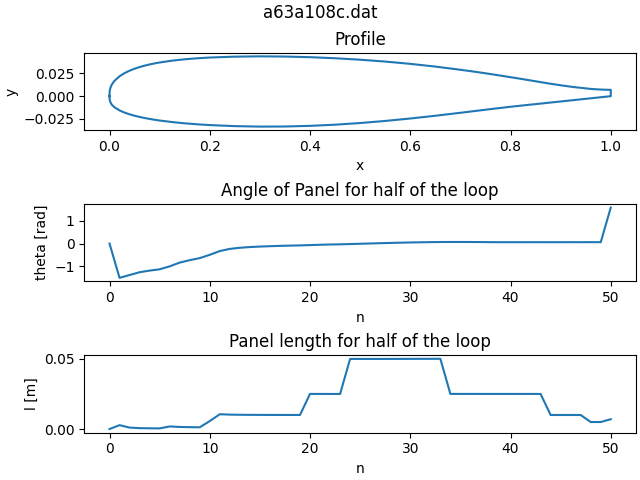 a63a108c.dat
Profile
0.025
0.000
−0.025
y
0.0 0.2 0.4 0.6 0.8 1.0
x
Angle of Panel for half of the loop
1
0
−1
theta [rad]
0 10 20 30 40 50
n
Panel length for half of the loop
0.05
0.00
l [m]
0 10 20 30 40 50
n